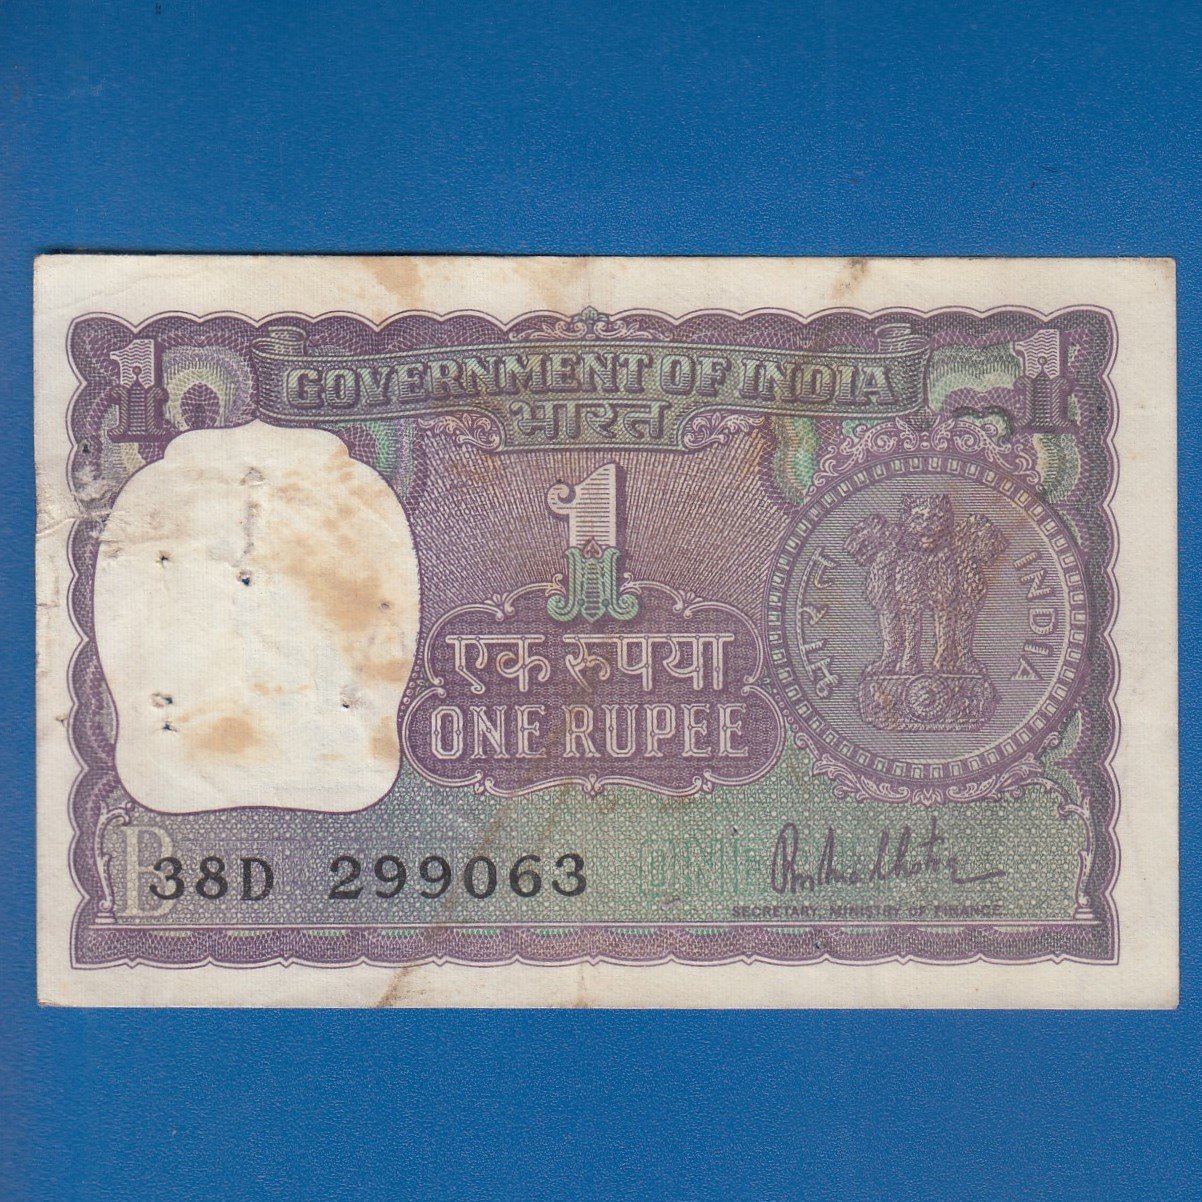 1 GOVERNMENT OF INDIA 1
भारत
1
भारत INDIA
एक रूपया
ONE RUPEE
B 38D 299063
SECRETARY, MINISTRY OF FINANCE